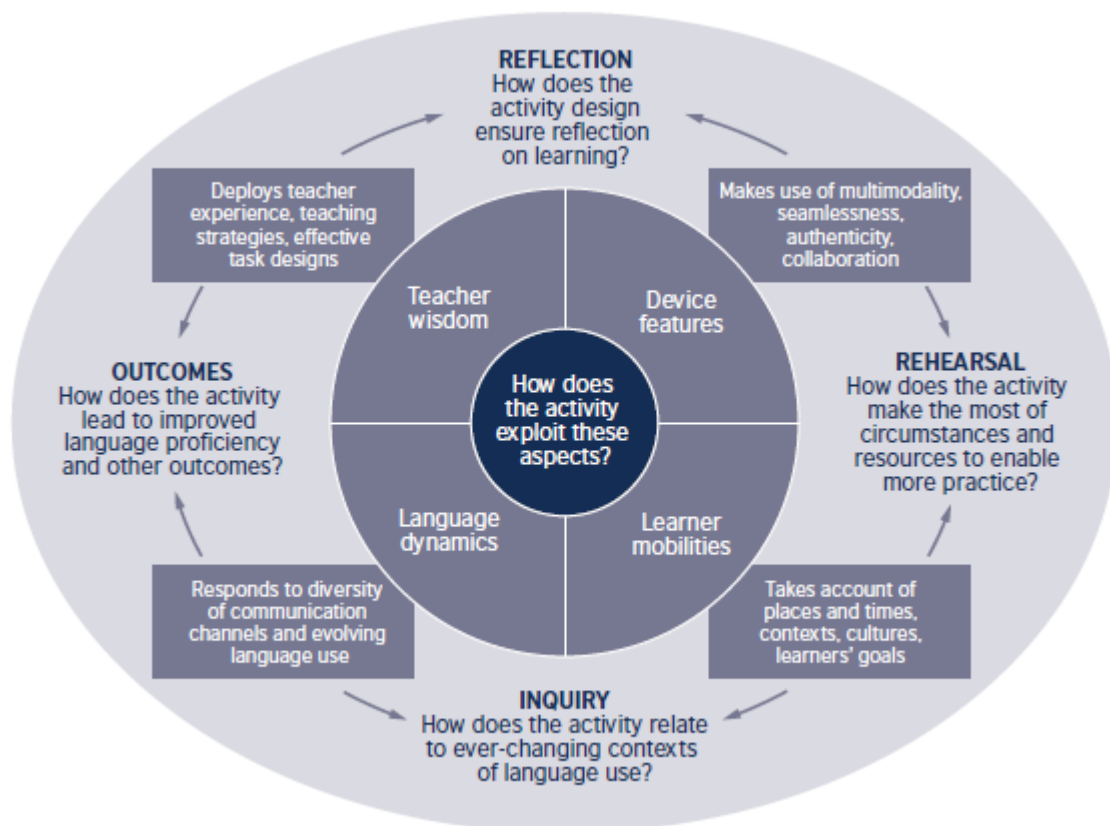 REFLECTION
How does the
activity design
ensure reflection
on learning?
Deploys teacher
experience, teaching
strategies, effective
task designs
Makes use of multimodality,
seamlessness,
authenticity,
collaboration
Teacher
wisdom
Device
features
OUTCOMES
How does the activity
lead to improved
language proficiency
and other outcomes?
How does
the activity
exploit these
aspects?
REHEARSAL
How does the activity
make the most of
circumstances and
resources to enable
more practice?
Language
dynamics
Learner
mobilities
Responds to diversity
of communication
channels and evolving
language use
Takes account of
places and times,
contexts, cultures,
learners' goals
INQUIRY
How does the activity relate
to ever-changing contexts
of language use?